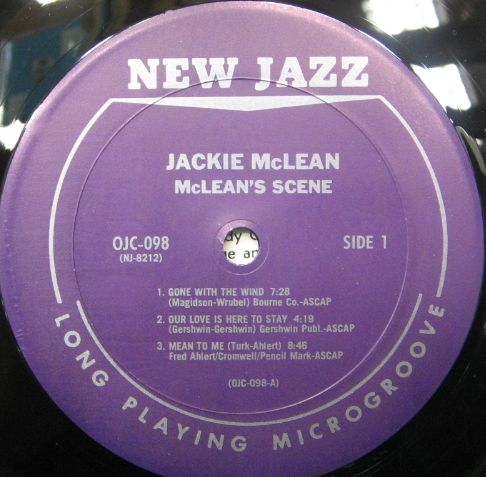 NEW JAZZ
JACKIE McLEAN
McLEAN'S SCENE
OJC-098
(NJ-8212)
SIDE 1
1. GONE WITH THE WIND 7:28
(Magidson-Wrubel) Bourne Co.-ASCAP
2. OUR LOVE IS HERE TO STAY 4:19
(Gershwin-Gershwin) Gershwin Publ.-ASCAP
3. MEAN TO ME (Turk-Ahlert) 8:46
Fred Ahlert/Cromwell/Pencil Mark-ASCAP
(OJC-098-A)
LONG PLAYING MICROGROOVE